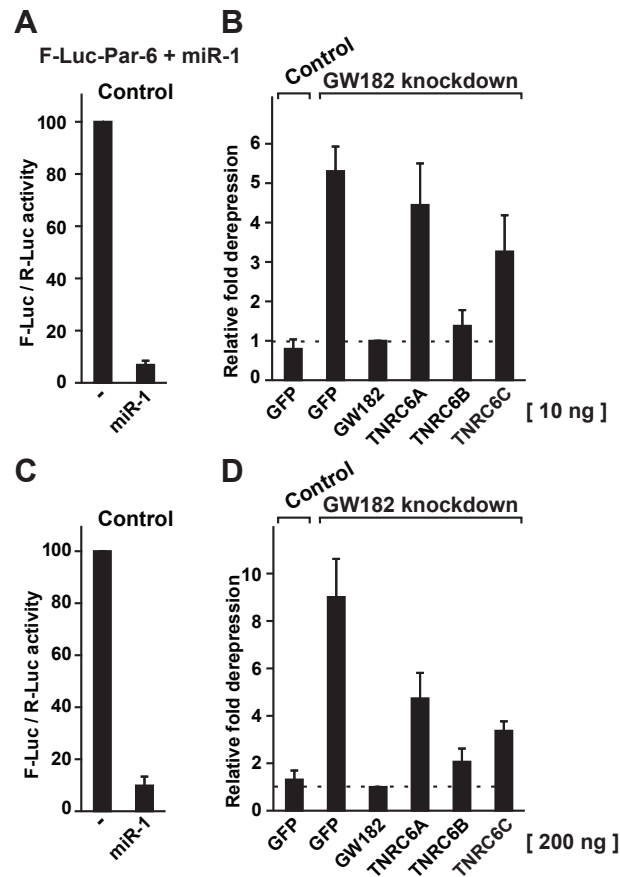 A
F-Luc-Par-6 + miR-1
Control
F-Luc / R-Luc activity
100
80
60
40
20
0
-
miR-1
B
Control
GW182 knockdown
Relative fold derepression
6
5
4
3
2
1
0
GFP
GFP
GW182
TNRC6A
TNRC6B
TNRC6C
[ 10 ng ]
C
Control
F-Luc / R-Luc activity
100
80
60
40
20
0
-
miR-1
D
Control
GW182 knockdown
Relative fold derepression
10
8
6
4
2
0
GFP
GFP
GW182
TNRC6A
TNRC6B
TNRC6C
[ 200 ng ]